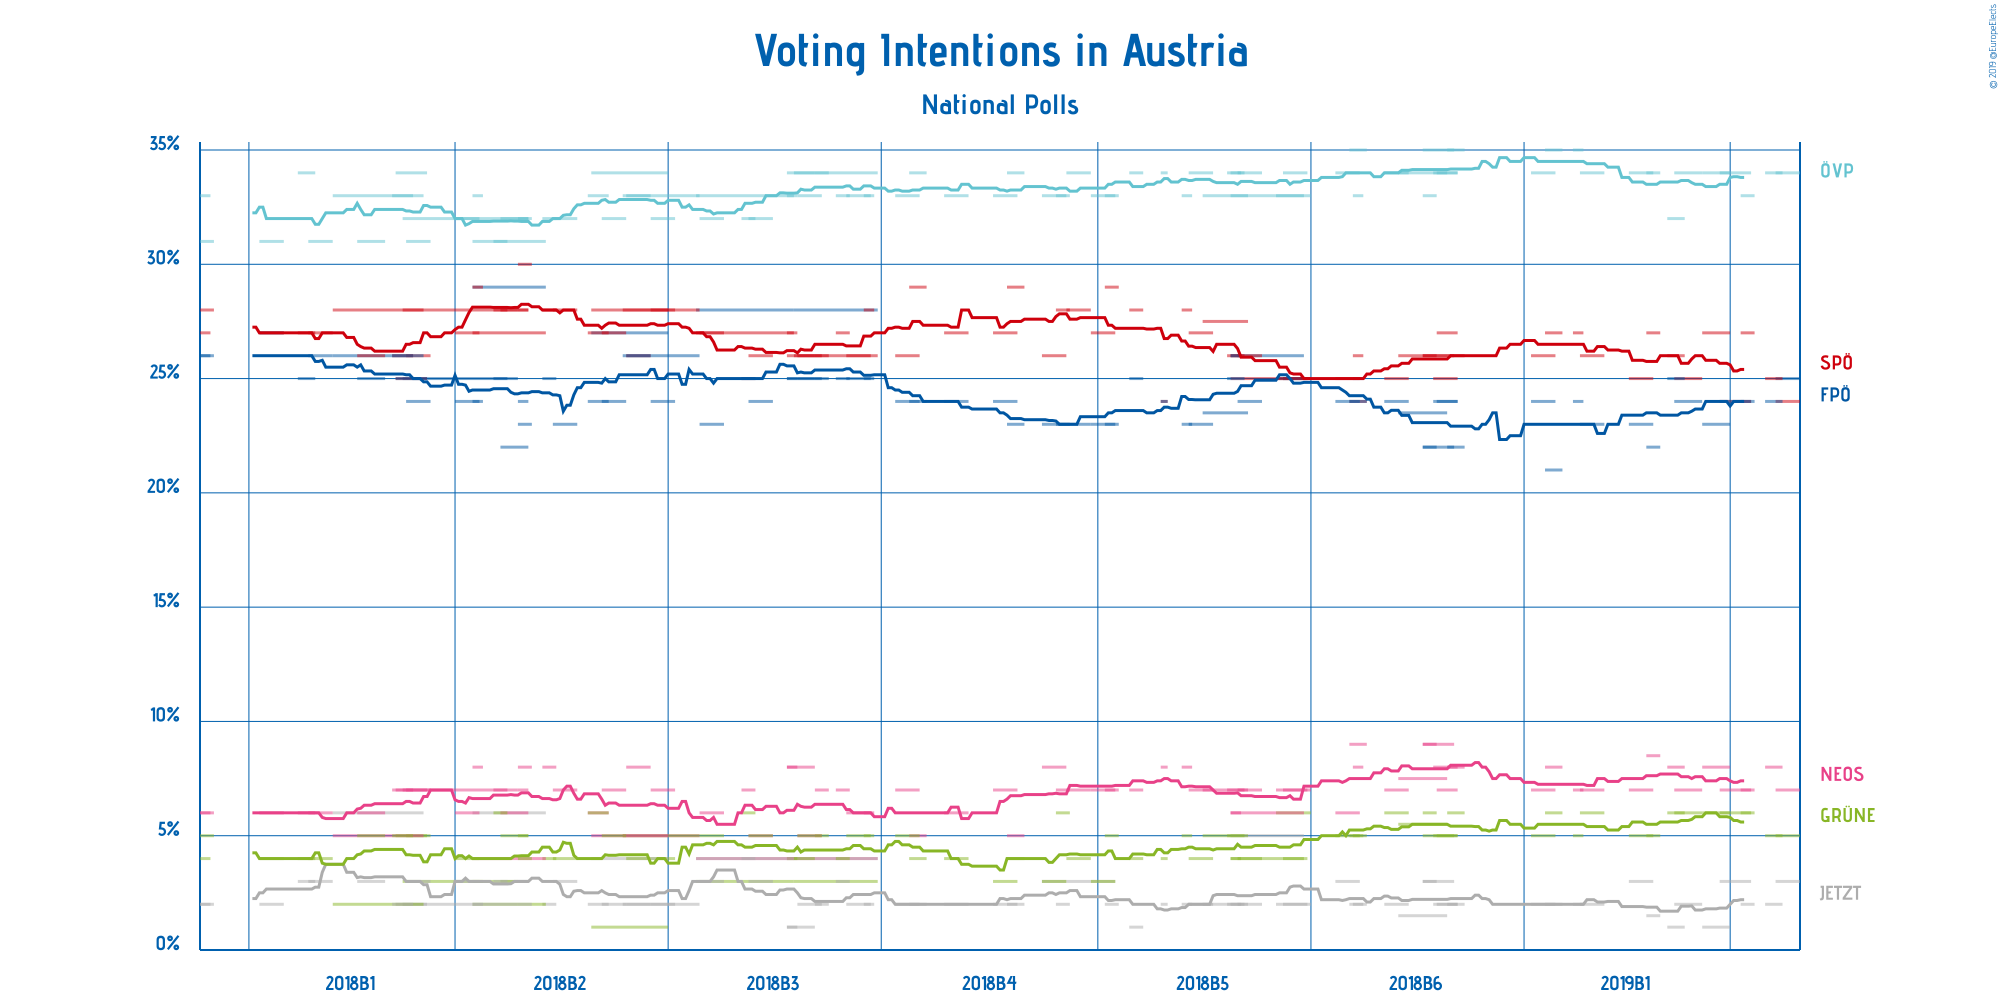 © 2019 @EuropeElects
Voting Intentions in Austria
National Polls
35%
30%
25%
20%
15%
10%
5%
0%
ÖVP
SPÖ
FPÖ
NEOS
GRÜNE
JETZT
2018B1 2018B2 2018B3 2018B4 2018B5 2018B6 2019B1